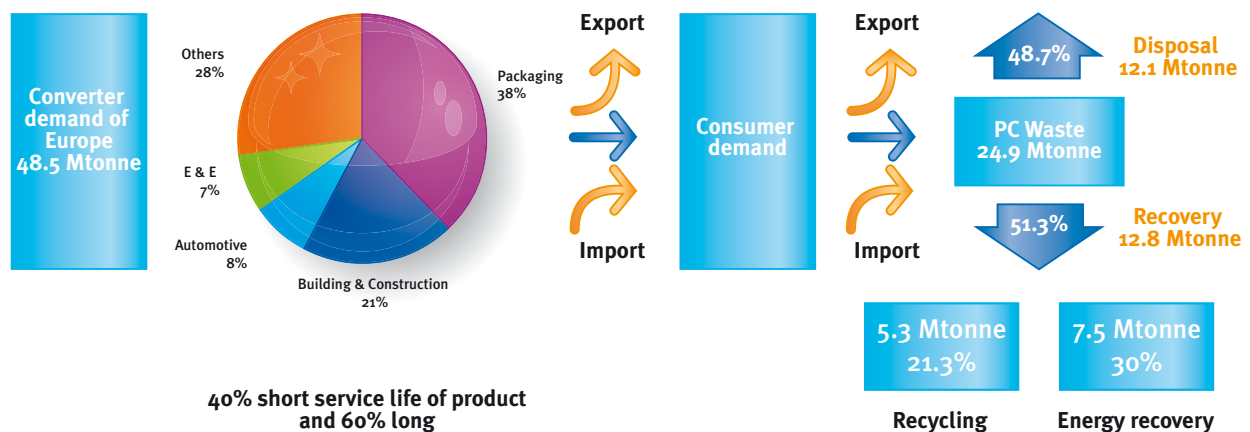 Converter
demand of
Europe
48.5 Mtonne
Others
28%
Packaging
38%
E & E
7%
Automotive
8%
Building & Construction
21%
40% short service life of product
and 60% long
Export
Import
Consumer
demand
Export
Import
48.7%
Disposal
12.1 Mtonne
PC Waste
24.9 Mtonne
51.3%
Recovery
12.8 Mtonne
5.3 Mtonne
21.3%
Recycling
7.5 Mtonne
30%
Energy recovery